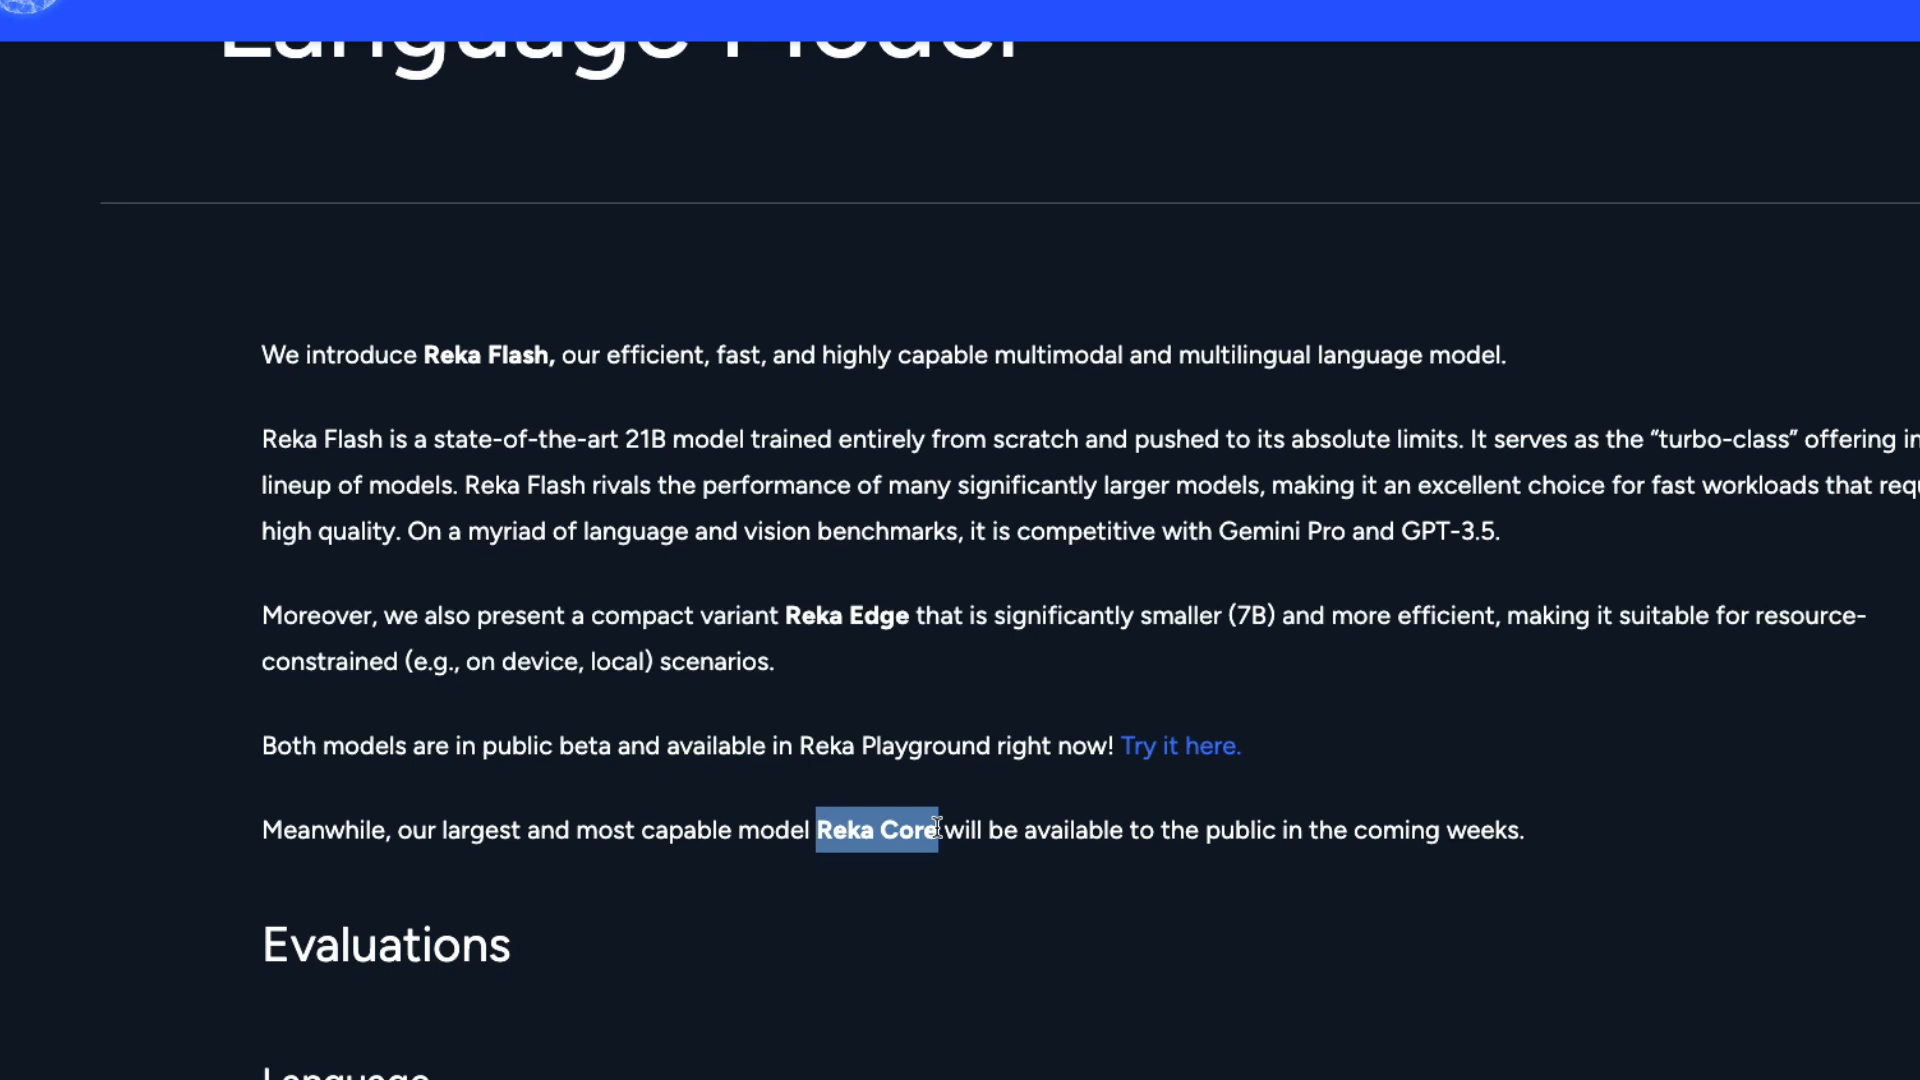 Language Model
We introduce Reka Flash, our efficient, fast, and highly capable multimodal and multilingual language model.
Reka Flash is a state-of-the-art 21B model trained entirely from scratch and pushed to its absolute limits. It serves as the “turbo-class” offering in
lineup of models. Reka Flash rivals the performance of many significantly larger models, making it an excellent choice for fast workloads that
high quality. On a myriad of language and vision benchmarks, it is competitive with Gemini Pro and GPT-3.5.
Moreover, we also present a compact variant Reka Edge that is significantly smaller (7B) and more efficient, making it suitable for resource-
constrained (e.g., on device, local) scenarios.
Both models are in public beta and available in Reka Playground right now! Try it here.
Meanwhile, our largest and most capable model Reka Core will be available to the public in the coming weeks.
Evaluations
Language